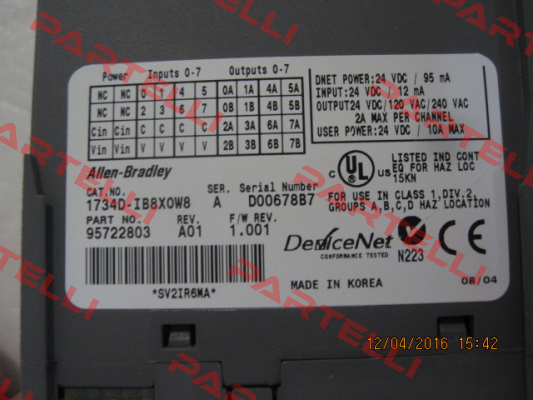 Power Inputs 0-7 Outputs 0-7
NC NC 0 1 4 5 0A 1A 4A 5A
NC NC 2 3 6 7 0B 1B 4B 5B
Cin Cin C C C C 2A 3A 6A 7A
Vin Vin V V V V 2B 3B 6B 7B
DNET POWER:24 VDC / 95 mA
INPUT:24 VDC / 12 mA
OUTPUT24 VDC/120 VAC/240 VAC
2A MAX PER CHANNEL
USER POWER:24 VDC / 10A MAX
Allen-Bradley
C UL US
LISTED IND CONT
EQ FOR HAZ LOC
15KN
CAT.NO. SER. Serial Number
1734D-IB8XOW8 A D00678B7
FOR USE IN CLASS 1,DIV.2,
GROUPS A,B,C,D HAZ LOCATION
PART NO. REV. F/W REV.
95722803 A01 1.001
DeviceNet
CONFORMANCE TESTED
N223
CE
*SV2IR6MA*
MADE IN KOREA
08/04
12/04/2016 15:42
PARTELLI
PARTELLI
PARTELLI
PARTELLI
PARTELLI